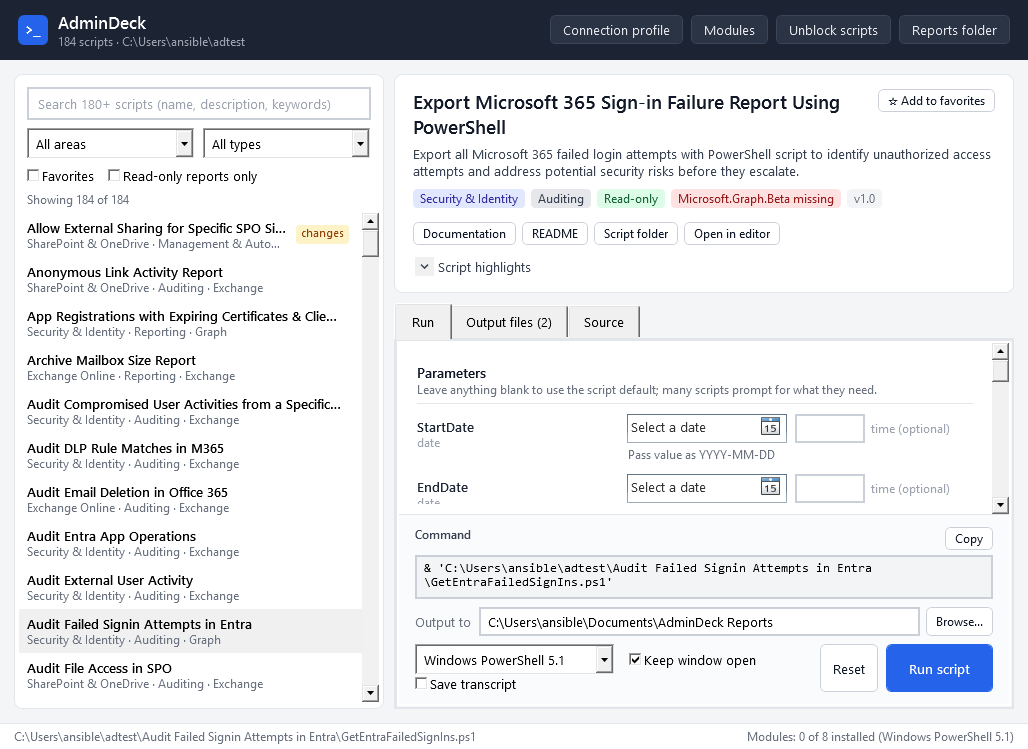 >_
AdminDeck
184 scripts · C:\Users\ansible\adtest
Connection profile
Modules
Unblock scripts
Reports folder
Search 180+ scripts (name, description, keywords)
All areas
All types
Favorites
Read-only reports only
Showing 184 of 184
Allow External Sharing for Specific SPO Si...
SharePoint & OneDrive · Management & Auto...
changes
Anonymous Link Activity Report
SharePoint & OneDrive · Auditing · Exchange
App Registrations with Expiring Certificates & Clie...
Security & Identity · Reporting · Graph
Archive Mailbox Size Report
Exchange Online · Reporting · Exchange
Audit Compromised User Activities from a Specific...
Security & Identity · Auditing · Exchange
Audit DLP Rule Matches in M365
Security & Identity · Auditing · Exchange
Audit Email Deletion in Office 365
Exchange Online · Auditing · Exchange
Audit Entra App Operations
Security & Identity · Auditing · Exchange
Audit External User Activity
Security & Identity · Auditing · Exchange
Audit Failed Signin Attempts in Entra
Security & Identity · Auditing · Graph
Audit File Access in SPO
SharePoint & OneDrive · Auditing · Exchange
Export Microsoft 365 Sign-in Failure Report Using
PowerShell
☆ Add to favorites
Export all Microsoft 365 failed login attempts with PowerShell script to identify unauthorized access
attempts and address potential security risks before they escalate.
Security & Identity
Auditing
Read-only
Microsoft.Graph.Beta missing
v1.0
Documentation
README
Script folder
Open in editor
Script highlights
Run
Output files (2)
Source
Parameters
Leave anything blank to use the script default; many scripts prompt for what they need.
StartDate
date
Select a date
15
time (optional)
Pass value as YYYY-MM-DD
EndDate
date
Select a date
15
time (optional)
Command
Copy
& 'C:\Users\ansible\adtest\Audit Failed Signin Attempts in Entra
\GetEntraFailedSignIns.ps1'
Output to
C:\Users\ansible\Documents\AdminDeck Reports
Browse...
Windows PowerShell 5.1
Keep window open
Save transcript
Reset
Run script
C:\Users\ansible\adtest\Audit Failed Signin Attempts in Entra\GetEntraFailedSignIns.ps1
Modules: 0 of 8 installed (Windows PowerShell 5.1)